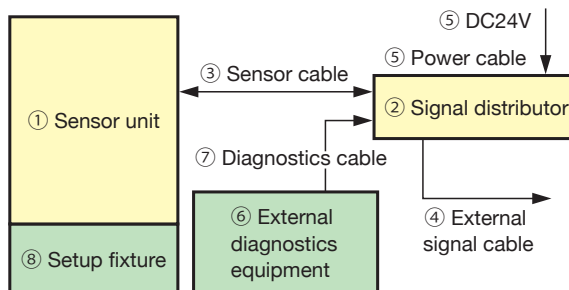 ⑤ DC24V
⑤ Power cable
③ Sensor cable
① Sensor unit
② Signal distributor
⑦ Diagnostics cable
⑥ External
diagnostics
equipment
④ External
signal cable
⑧ Setup fixture